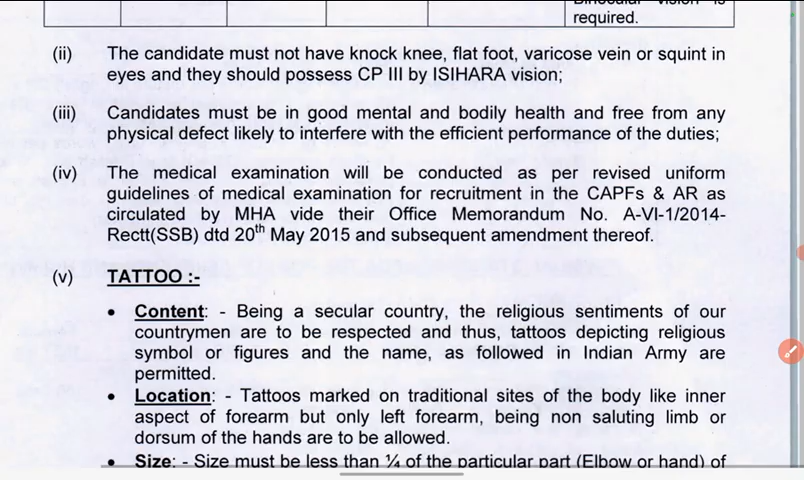 Binocular vision is
required.
(ii) The candidate must not have knock knee, flat foot, varicose vein or squint in
eyes and they should possess CP III by ISIHARA vision;
(iii) Candidates must be in good mental and bodily health and free from any
physical defect likely to interfere with the efficient performance of the duties;
(iv) The medical examination will be conducted as per revised uniform
guidelines of medical examination for recruitment in the CAPFs & AR as
circulated by MHA vide their Office Memorandum No. A-VI-1/2014-
Rectt(SSB) dtd 20th May 2015 and subsequent amendment thereof.
(v) TATTOO :-
• Content: - Being a secular country, the religious sentiments of our
countrymen are to be respected and thus, tattoos depicting religious
symbol or figures and the name, as followed in Indian Army are
permitted.
• Location: - Tattoos marked on traditional sites of the body like inner
aspect of forearm but only left forearm, being non saluting limb or
dorsum of the hands are to be allowed.
• Size: - Size must be less than ¼ of the particular part (Elbow or hand) of